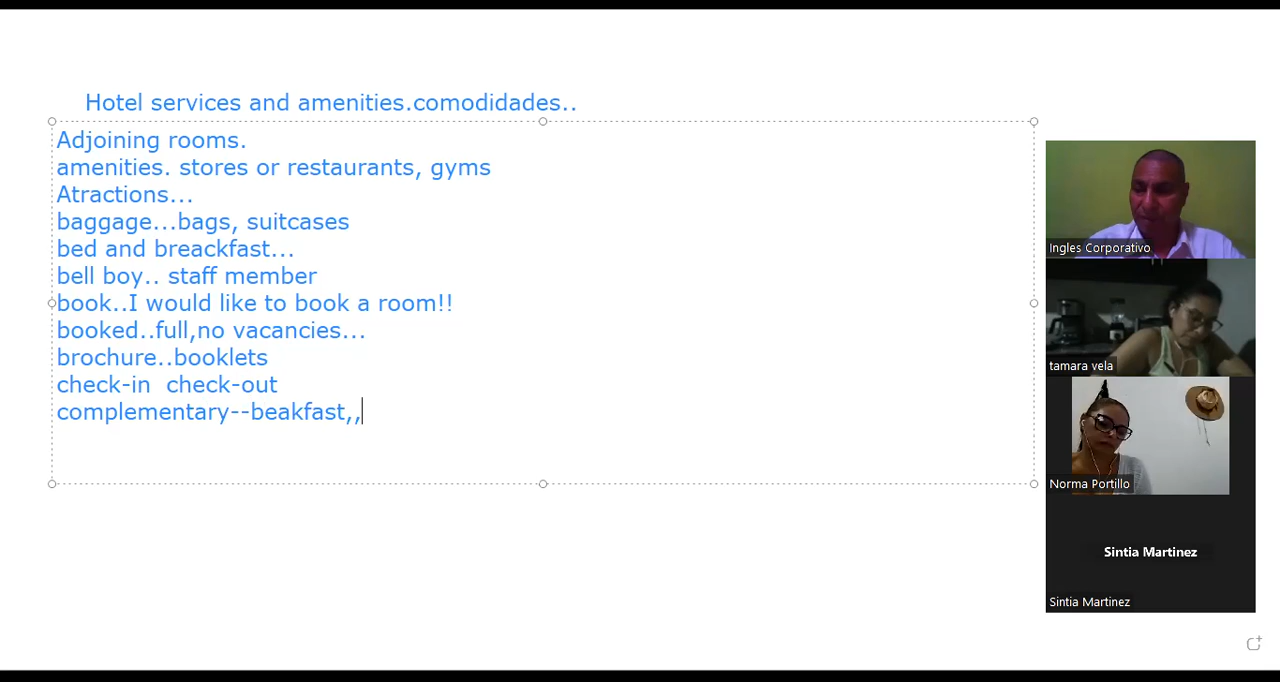 Hotel services and amenities.comodidades..
Adjoining rooms.
amenities. stores or restaurants, gyms
Atractions...
baggage...bags, suitcases
bed and breackfast...
bell boy.. staff member
book..I would like to book a room!!
booked..full,no vacancies...
brochure..booklets
check-in  check-out
complementary--beakfast,,
Ingles Corporativo
tamara vela
Norma Portillo
Sintia Martinez
Sintia Martinez